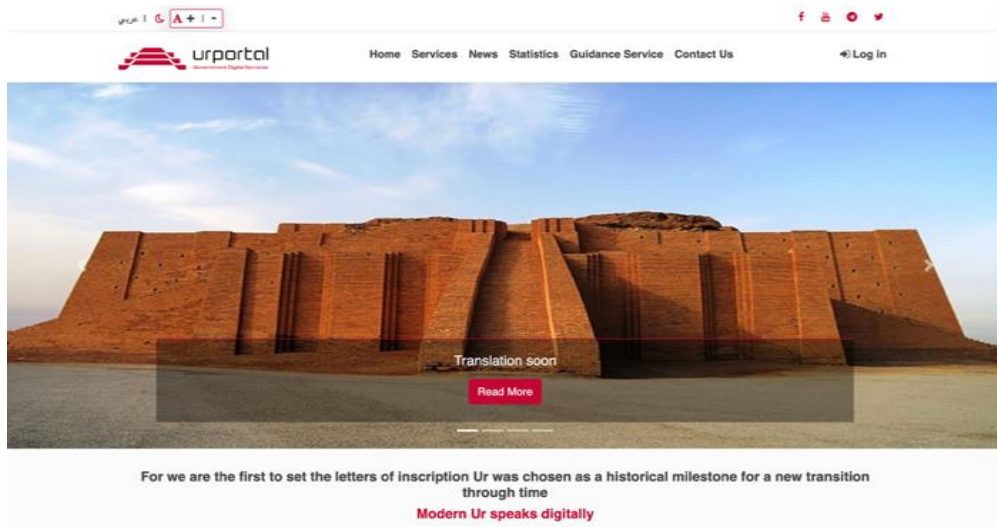 عربي | A + | -
urportal
Government Digital Services
Home Services News Statistics Guidance Service Contact Us
Log in
Translation soon
Read More
For we are the first to set the letters of inscription Ur was chosen as a historical milestone for a new transition
through time
Modern Ur speaks digitally